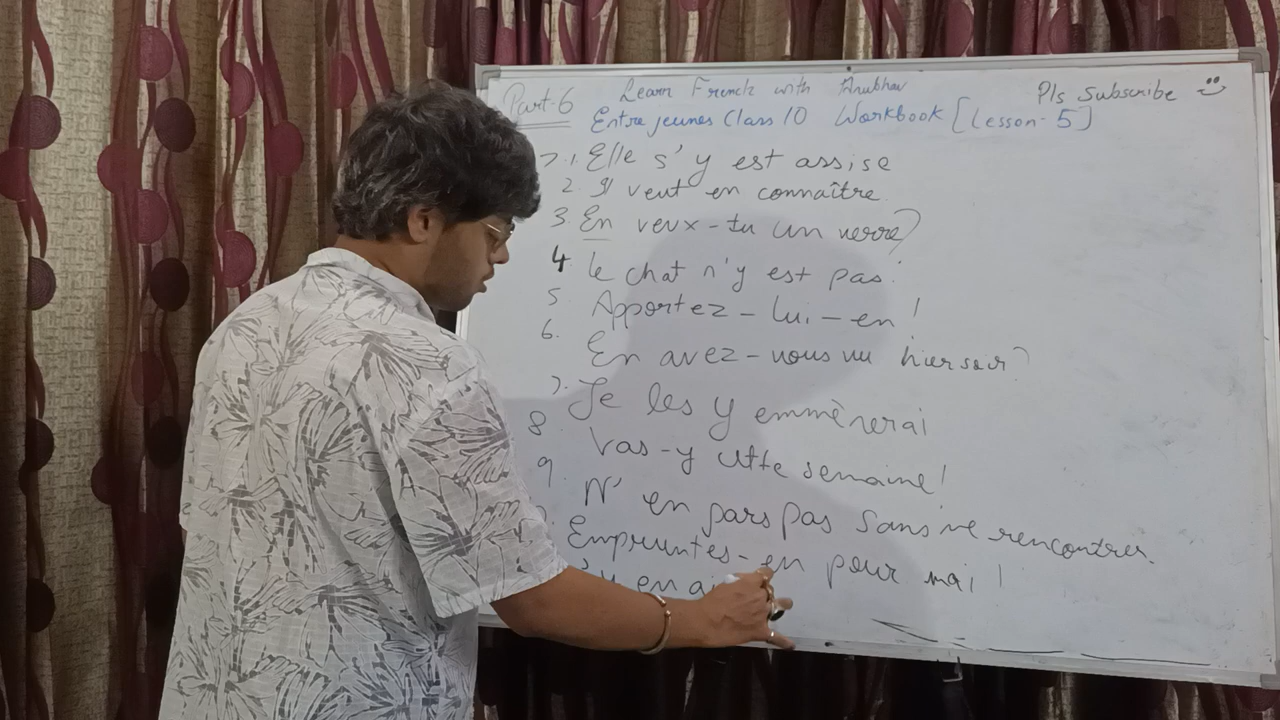 Part-6 Learn French with Anubhav Pls Subscribe
Entre jeunes Class 10 Workbook [Lesson-5]
7.1. Elle s'y est assise
2. Il veut en connaître
3. En veux-tu un verre?
4 Le chat n'y est pas.
5. Apportez-lui-en!
6. En avez-vous vu hier soir?
7. Je les y emmènerai
8 Vas-y cette semaine!
9 N'en pars pas sans me rencontrer.
Empruntes-en pour moi!
J'y en ai